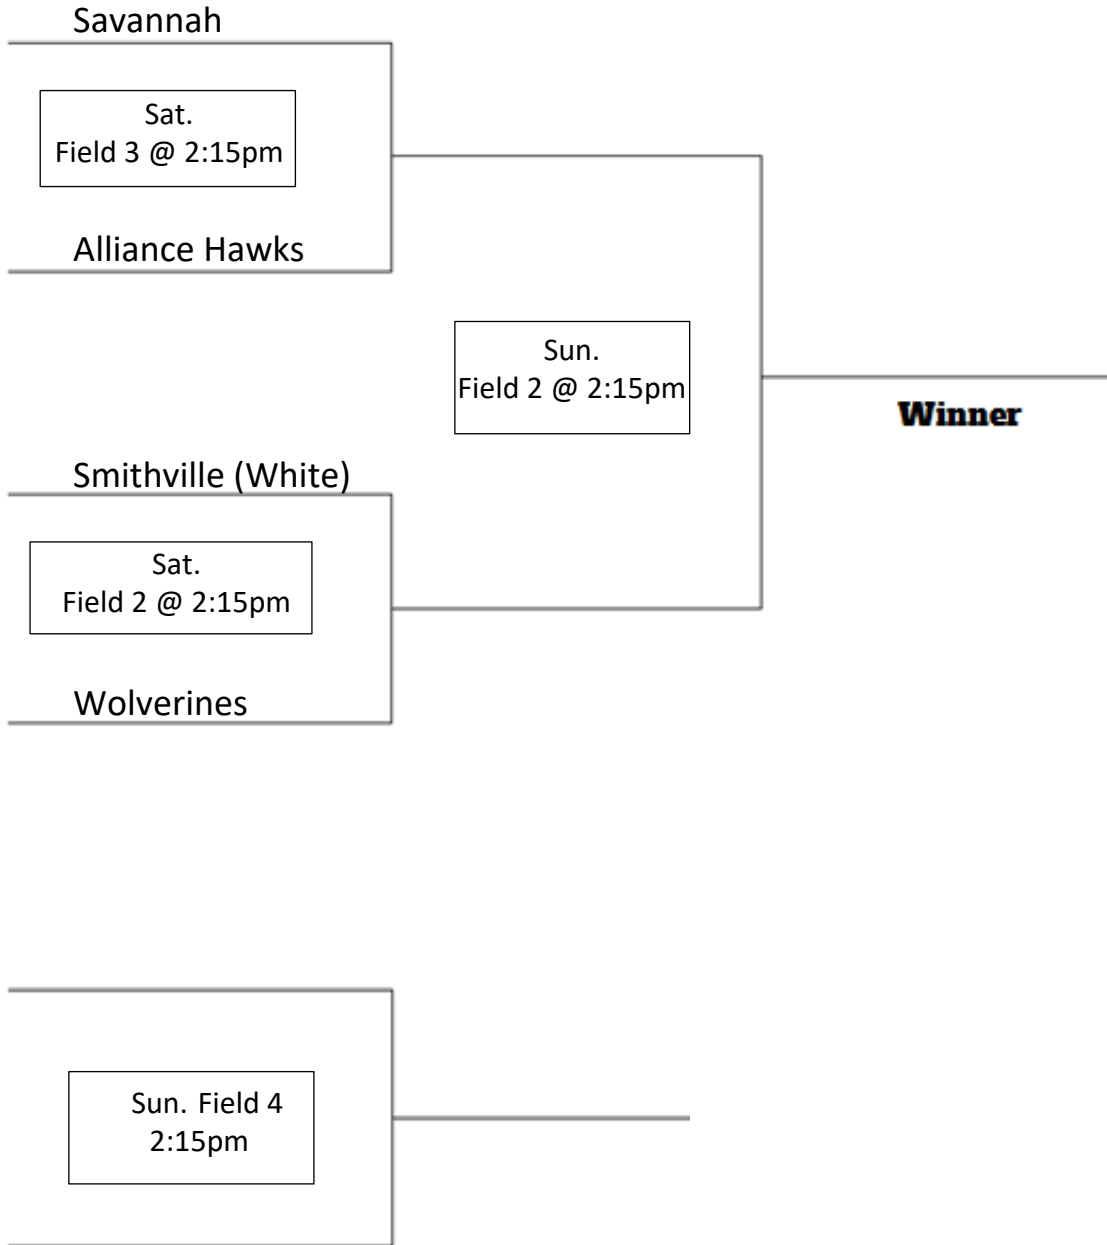 Savannah
Sat.
Field 3 @ 2:15pm
Alliance Hawks
Sun.
Field 2 @ 2:15pm
Winner
Smithville (White)
Sat.
Field 2 @ 2:15pm
Wolverines
Sun. Field 4
2:15pm